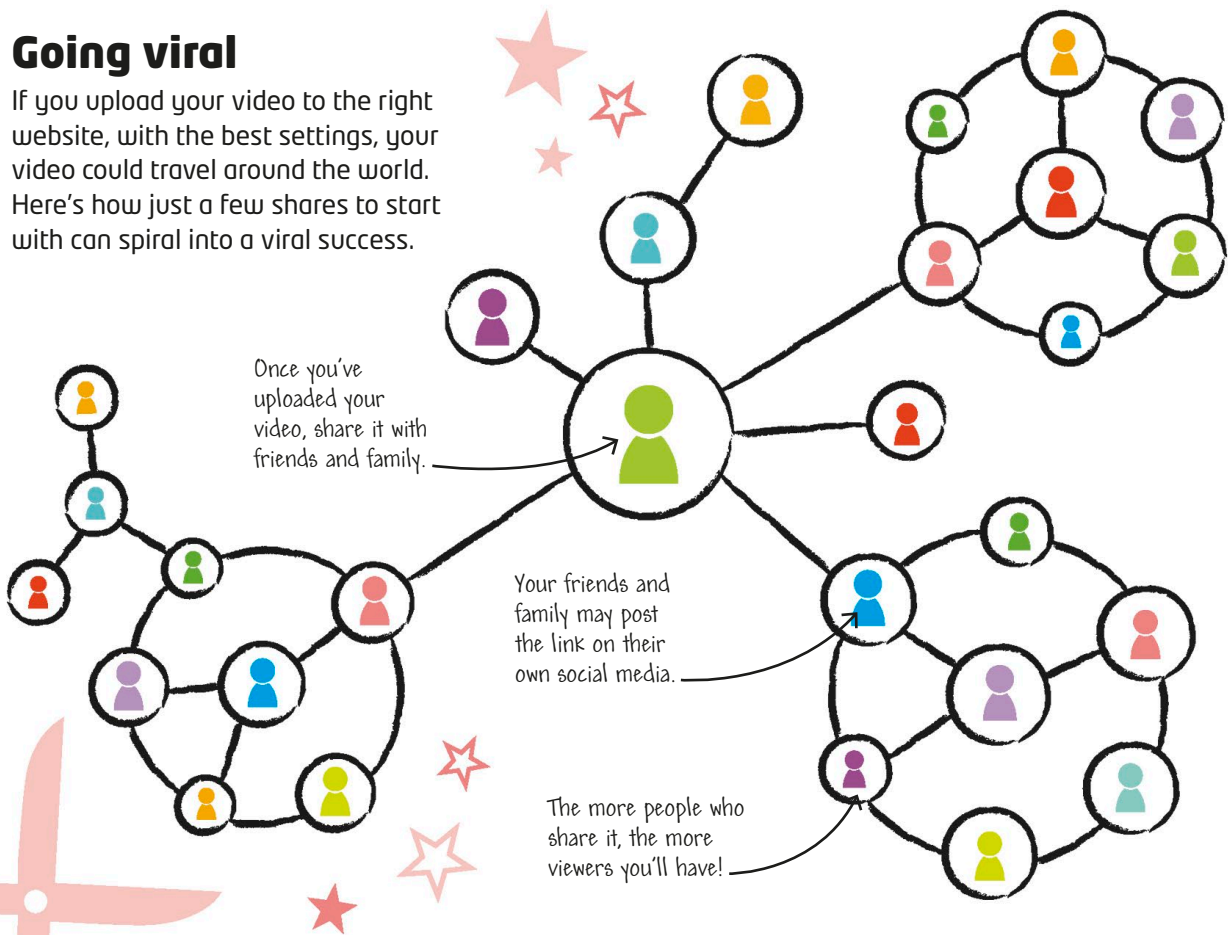 Going viral
If you upload your video to the right
website, with the best settings, your
video could travel around the world.
Here's how just a few shares to start
with can spiral into a viral success.
Once you've
uploaded your
video, share it with
friends and family.
Your friends and
family may post
the link on their
own social media.
The more people who
share it, the more
viewers you'll have!